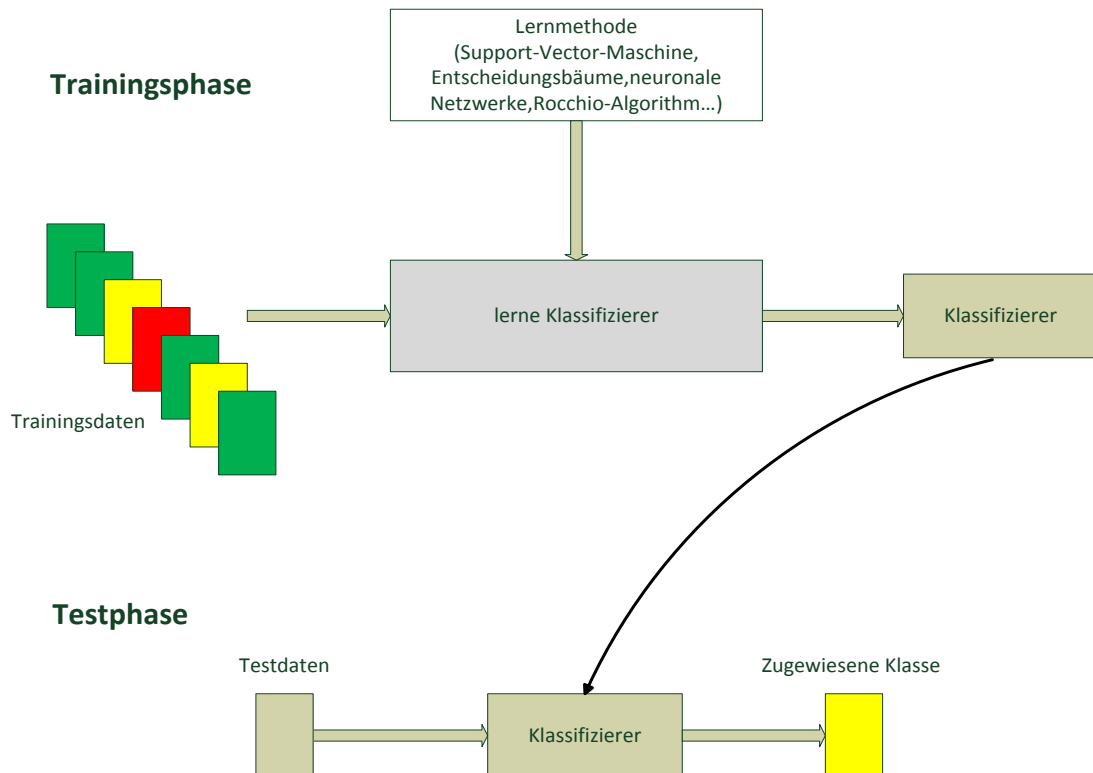 Lernmethode
(Support-Vector-Maschine,
Entscheidungsbäume,neuronale
Netzwerke,Rocchio-Algorithm...)
Trainingsphase
lerne Klassifizierer
Klassifizierer
Trainingsdaten
Testphase
Testdaten
Zugewiesene Klasse
Klassifizierer